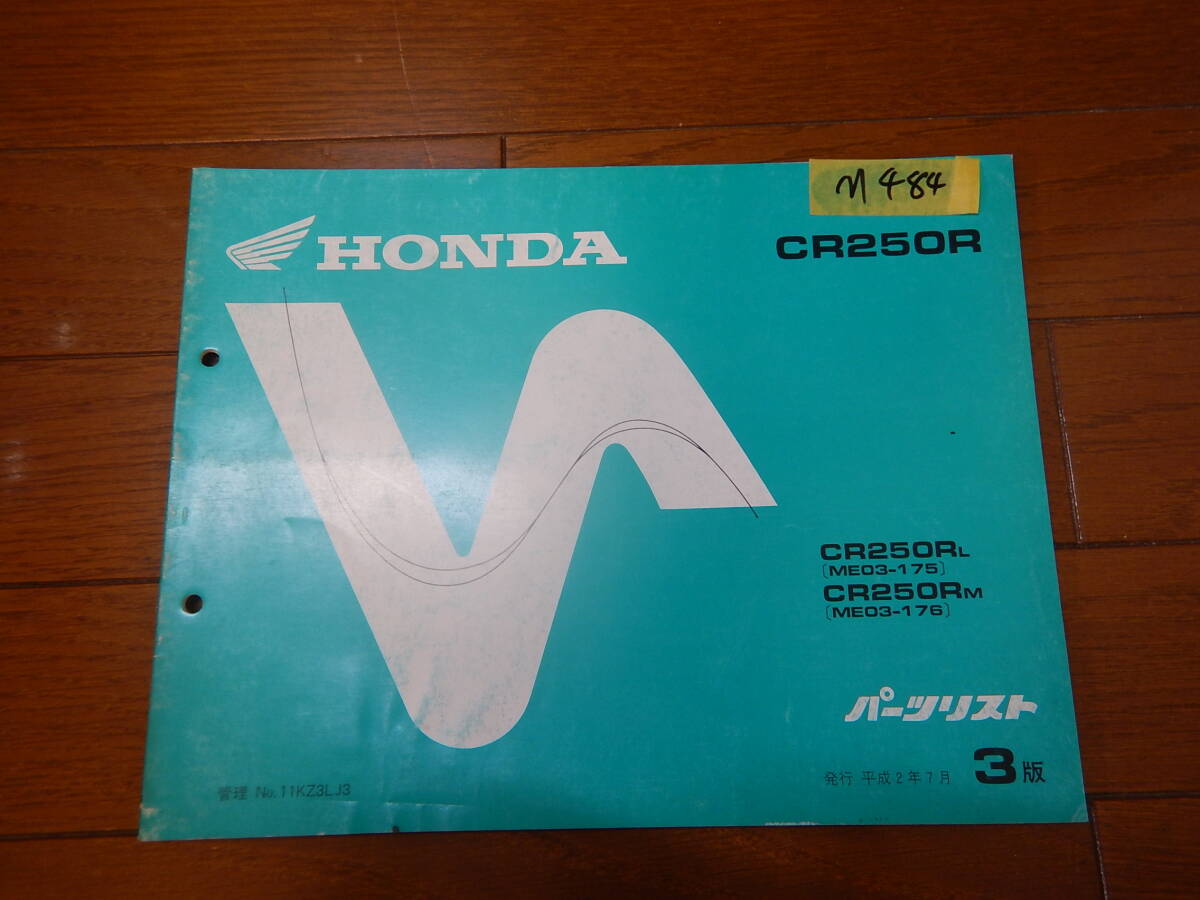 M484
HONDA
CR250R
CR250RL
(ME03-175)
CR250RM
(ME03-176)
パーツリスト
発行 平成2年7月 3版
管理 No.11KZ3LJ3